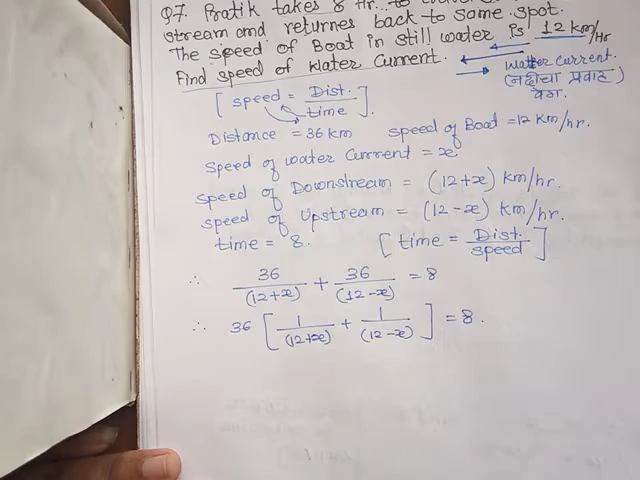 Q7. Pratik takes 8 Hr. to
stream and returnes back to same spot.
The speed of Boat in still water is 12 km/Hr
Find speed of Water Current.
Water Current.
(नदीचा प्रवाह)
वेग.
[speed = Dist. / time].
Distance = 36 km speed of Boat = 12 km/hr.
Speed of water Current = x
speed of Downstream = (12+x) km/hr.
speed of Upstream = (12-x) km/hr.
time = 8. [time = Dist. / speed]
∴ 36/(12+x) + 36/(12-x) = 8
∴ 36 [1/(12+x) + 1/(12-x)] = 8.